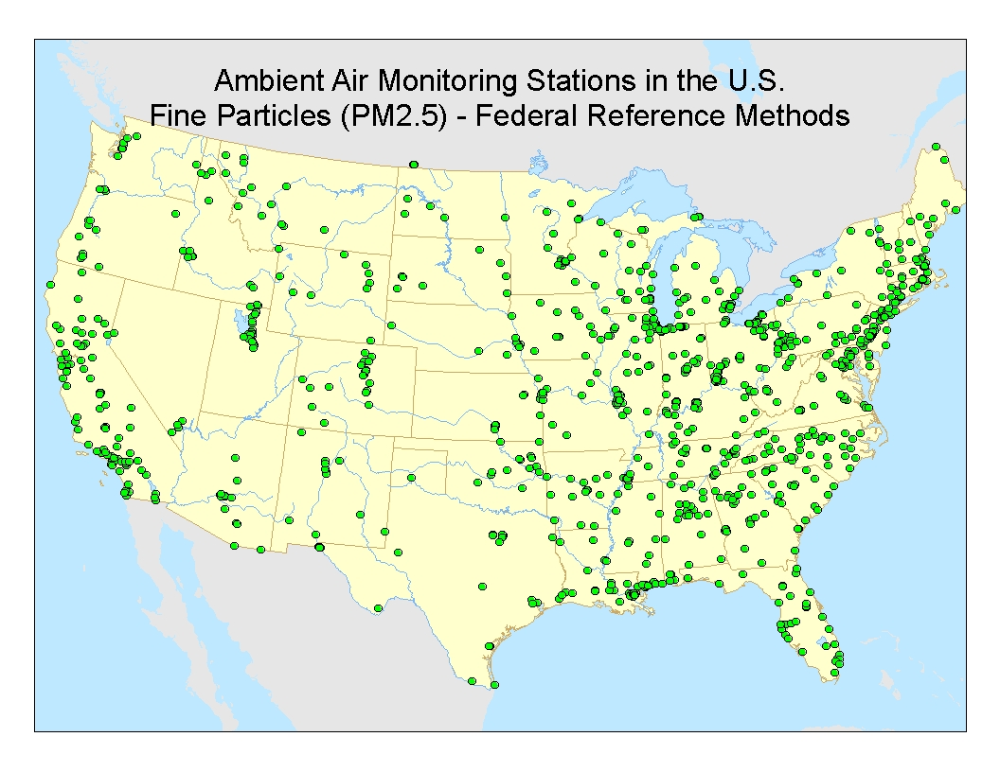 Ambient Air Monitoring Stations in the U.S.
Fine Particles (PM2.5) - Federal Reference Methods